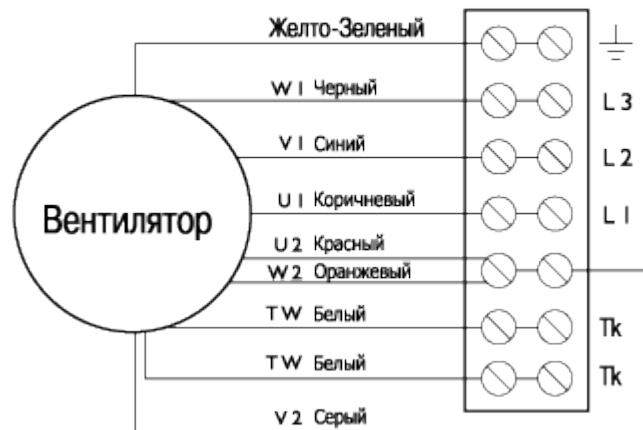 Желто-Зеленый
W1 Черный L3
V1 Синий L2
U1 Коричневый L1
Вентилятор
U2 Красный
W2 Оранжевый
TW Белый Tk
TW Белый Tk
V2 Серый